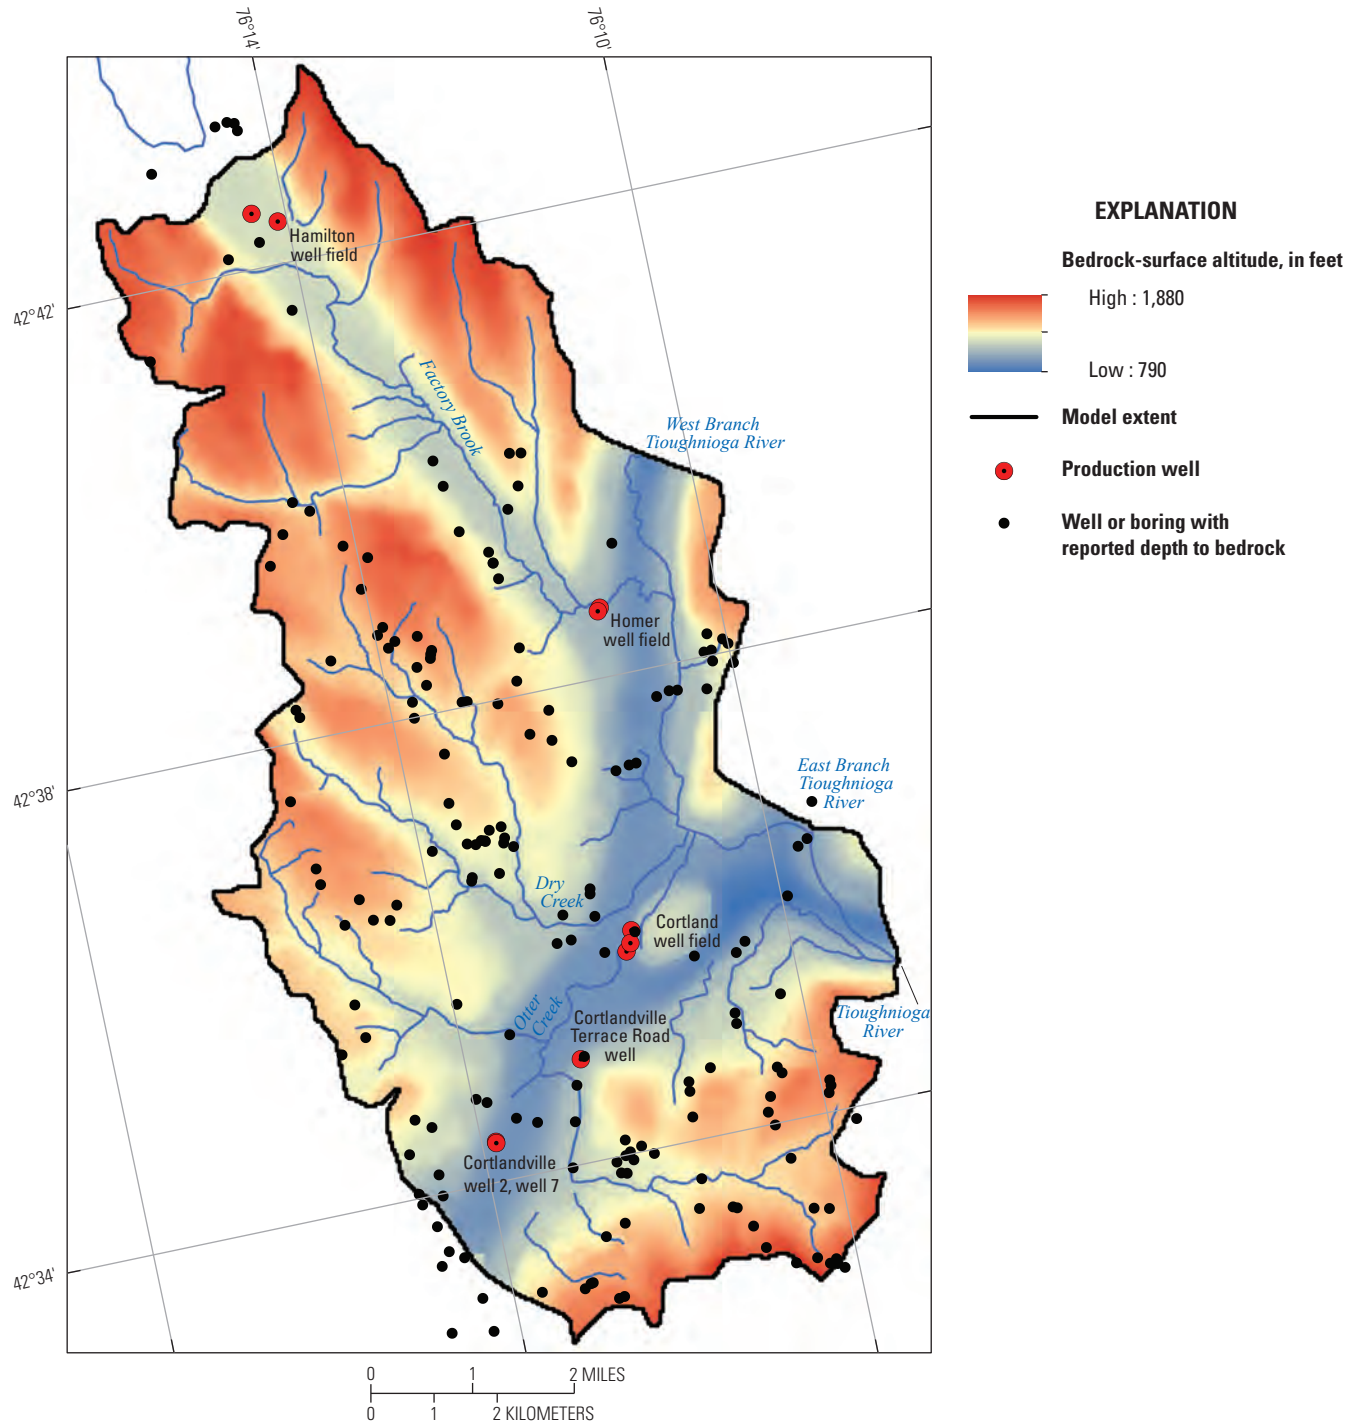 76°14'
76°10'
42°42'
42°38'
42°34'
Hamilton
well field
Factory Brook
West Branch
Tioughnioga River
Homer
well field
East Branch
Tioughnioga
River
Dry
Creek
Cortland
well field
Otter
Creek
Cortlandville
Terrace Road
well
Tioughnioga
River
Cortlandville
well 2, well 7
0 1 2 MILES
0 1 2 KILOMETERS
EXPLANATION
Bedrock-surface altitude, in feet
High : 1,880
Low : 790
Model extent
Production well
Well or boring with
reported depth to bedrock